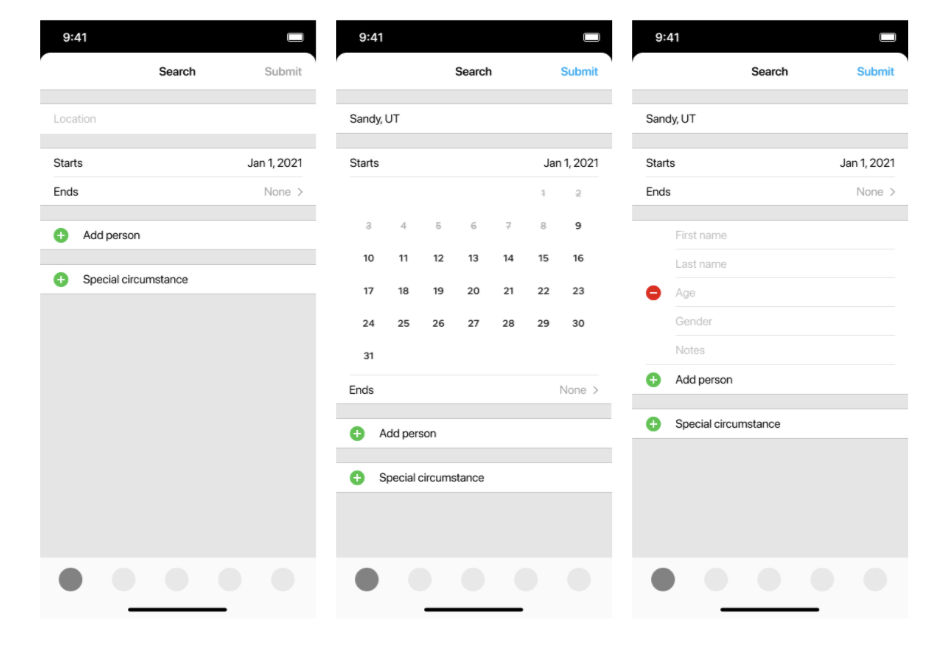 9:41
Search Submit
Location
Starts Jan 1, 2021
Ends None >
Add person
Special circumstance
9:41
Search Submit
Sandy, UT
Starts Jan 1, 2021
1 2
3 4 5 6 7 8 9
10 11 12 13 14 15 16
17 18 19 20 21 22 23
24 25 26 27 28 29 30
31
Ends None >
Add person
Special circumstance
9:41
Search Submit
Sandy, UT
Starts Jan 1, 2021
Ends None >
First name
Last name
Age
Gender
Notes
Add person
Special circumstance